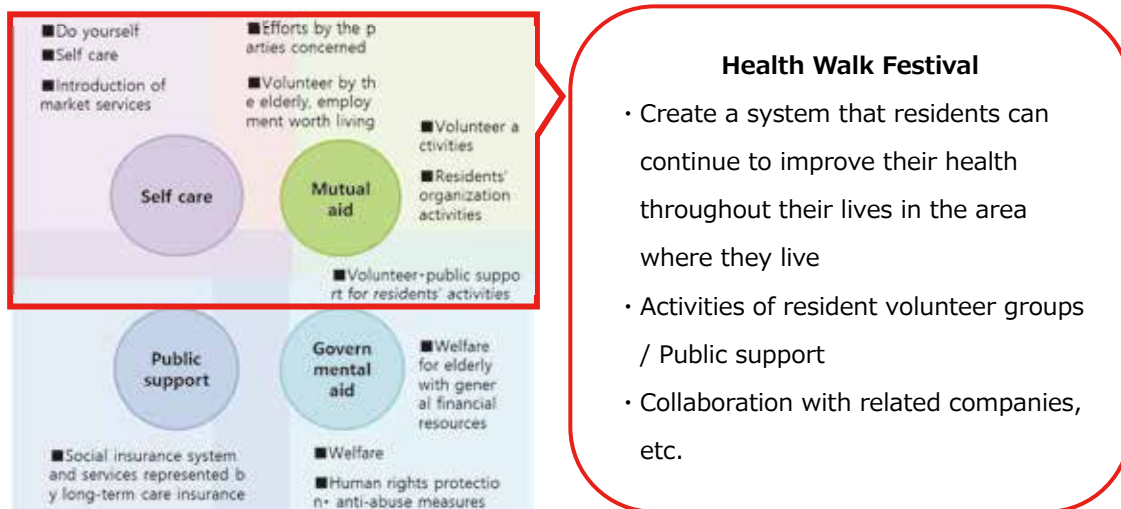 ■Do yourself
■Self care
■Introduction of
market services
■Efforts by the p
arties concerned
■Volunteer by th
e elderly, employ
ment worth living
■Volunteer a
ctivities
■Residents'
organization
activities
Self care
Mutual
aid
■Volunteer･public suppo
rt for residents' activities
Public
support
Govern
mental
aid
■Welfare
for elderly
with gener
al financial
resources
■Social insurance system
and services represented b
y long-term care insurance
■Welfare
■Human rights protectio
n･ anti-abuse measures
Health Walk Festival
・Create a system that residents can
continue to improve their health
throughout their lives in the area
where they live
・Activities of resident volunteer groups
/ Public support
・Collaboration with related companies,
etc.